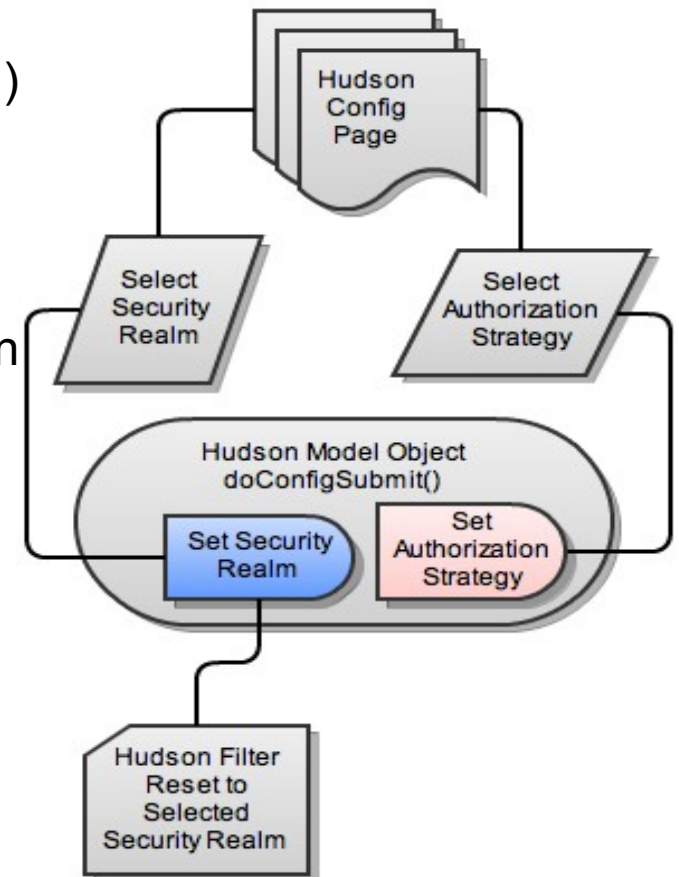 )
Hudson
Config
Page
Select
Security
Realm
Select
Authorization
Strategy
n
Hudson Model Object
doConfigSubmit()
Set Security
Realm
Set
Authorization
Strategy
Hudson Filter
Reset to
Selected
Security Realm